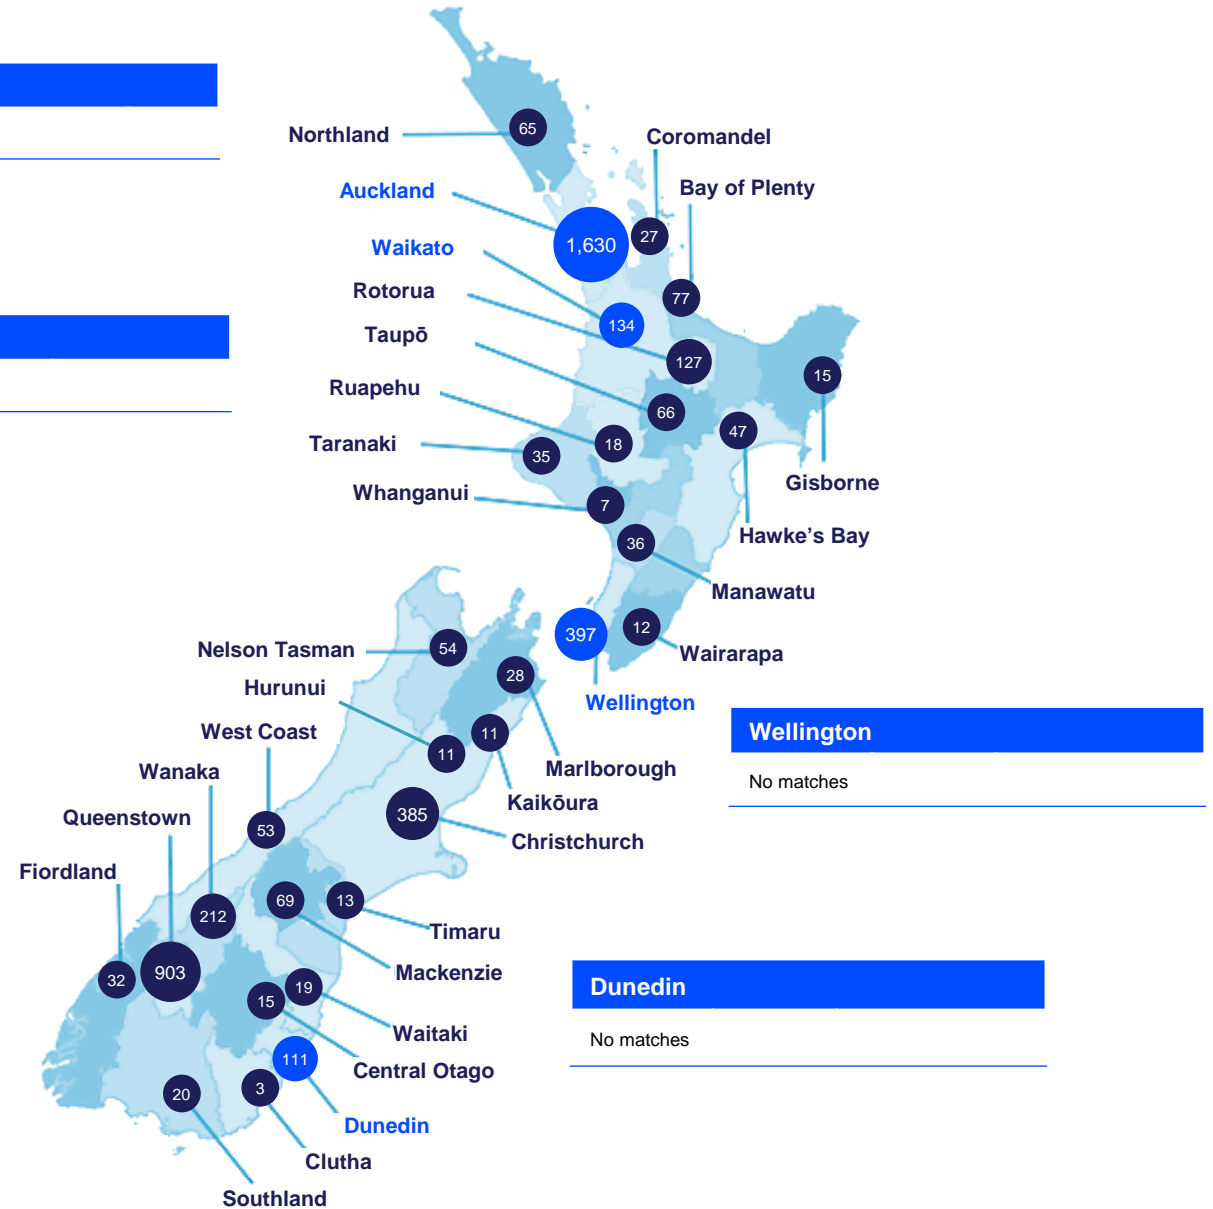 Northland
65
Coromandel
Auckland
Bay of Plenty
1,630
27
Waikato
Rotorua
77
134
Taupō
127
15
Ruapehu
66
47
Taranaki
18
35
Gisborne
Whanganui
7
Hawke’s Bay
36
Manawatu
397
12
Wairarapa
Nelson Tasman
54
28
Hurunui
Wellington
Wellington
No matches
West Coast
11
11
Marlborough
Wanaka
Kaikōura
Queenstown
385
Christchurch
53
Fiordland
69
13
212
Timaru
Mackenzie
32
903
19
15
Dunedin
No matches
Waitaki
111
Central Otago
20
3
Dunedin
Clutha
Southland